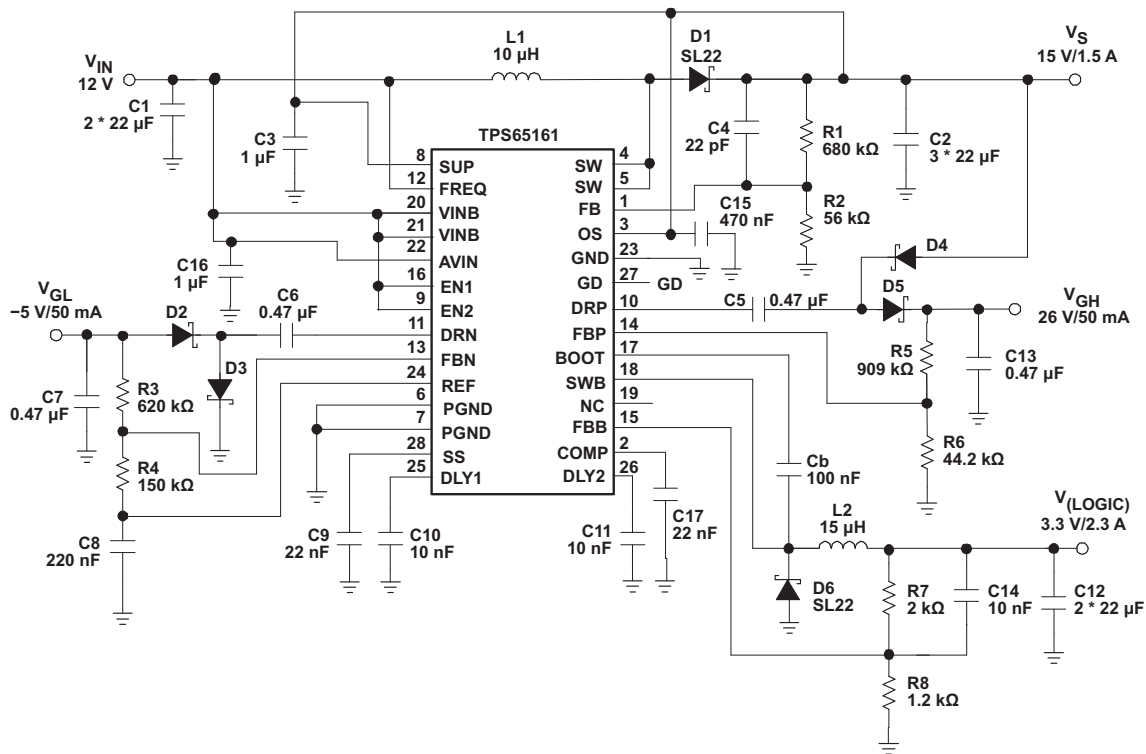 L1
10 µH
D1
SL22
V_S
15 V/1.5 A
V_IN
12 V
C1
2 * 22 µF
C3
1 µF
C4
22 pF
R1
680 kΩ
C2
3 * 22 µF
TPS65161
8
SUP
12
FREQ
20
VINB
21
VINB
22
AVIN
16
EN1
9
EN2
11
DRN
13
FBN
24
REF
6
PGND
7
PGND
28
SS
25
DLY1
4
SW
5
SW
1
FB
3
OS
23
GND
27
GD
GD
10
DRP
14
FBP
17
BOOT
18
SWB
19
NC
15
FBB
2
COMP
26
DLY2
C15
470 nF
R2
56 kΩ
D4
C16
1 µF
V_GL
−5 V/50 mA
D2
C6
0.47 µF
C5
0.47 µF
D5
V_GH
26 V/50 mA
D3
R3
620 kΩ
C7
0.47 µF
R5
909 kΩ
C13
0.47 µF
R4
150 kΩ
R6
44.2 kΩ
Cb
100 nF
C8
220 nF
C9
22 nF
C10
10 nF
C11
10 nF
C17
22 nF
L2
15 µH
V_(LOGIC)
3.3 V/2.3 A
D6
SL22
R7
2 kΩ
C14
10 nF
C12
2 * 22 µF
R8
1.2 kΩ